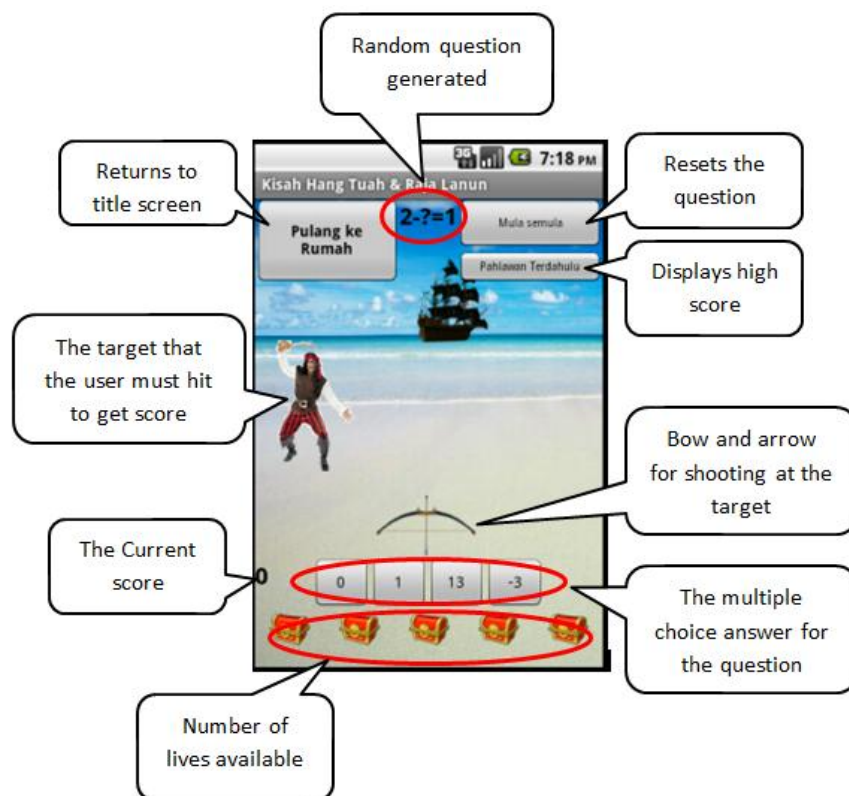 Random question
generated
3G
7:18 PM
Returns to
title screen
Kisah Hang Tuah & Raja Lanun
Resets the
question
Pulang ke
Rumah
2-?=1
Mula semula
Pahlawan Terdahulu
Displays high
score
The target that
the user must hit
to get score
Bow and arrow
for shooting at the
target
The Current
score
0
0 1 13 -3
The multiple
choice answer for
the question
Number of
lives available